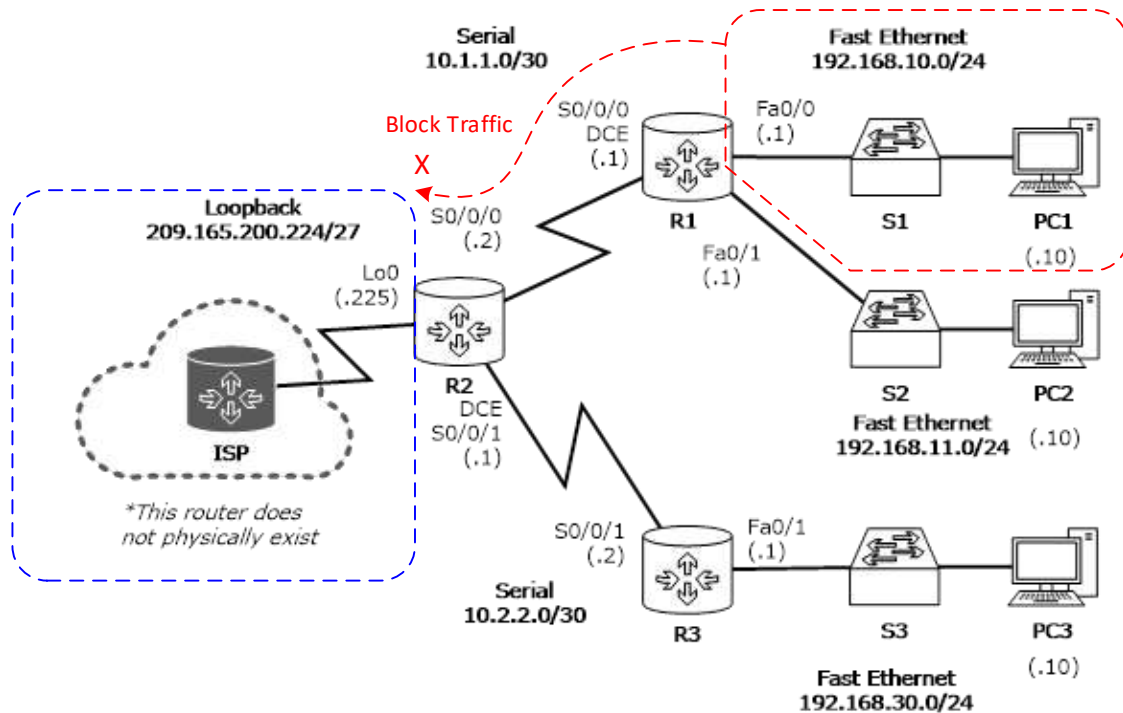 Serial
10.1.1.0/30
Fast Ethernet
192.168.10.0/24
Block Traffic
X
S0/0/0
DCE
(.1)
Fa0/0
(.1)
R1
S1
PC1
(.10)
Loopback
209.165.200.224/27
S0/0/0
(.2)
Lo0
(.225)
Fa0/1
(.1)
ISP
R2
DCE
S0/0/1
(.1)
S2
PC2
Fast Ethernet
192.168.11.0/24
(.10)
*This router does
not physically exist
S0/0/1
(.2)
Fa0/1
(.1)
Serial
10.2.2.0/30
R3
S3
PC3
(.10)
Fast Ethernet
192.168.30.0/24